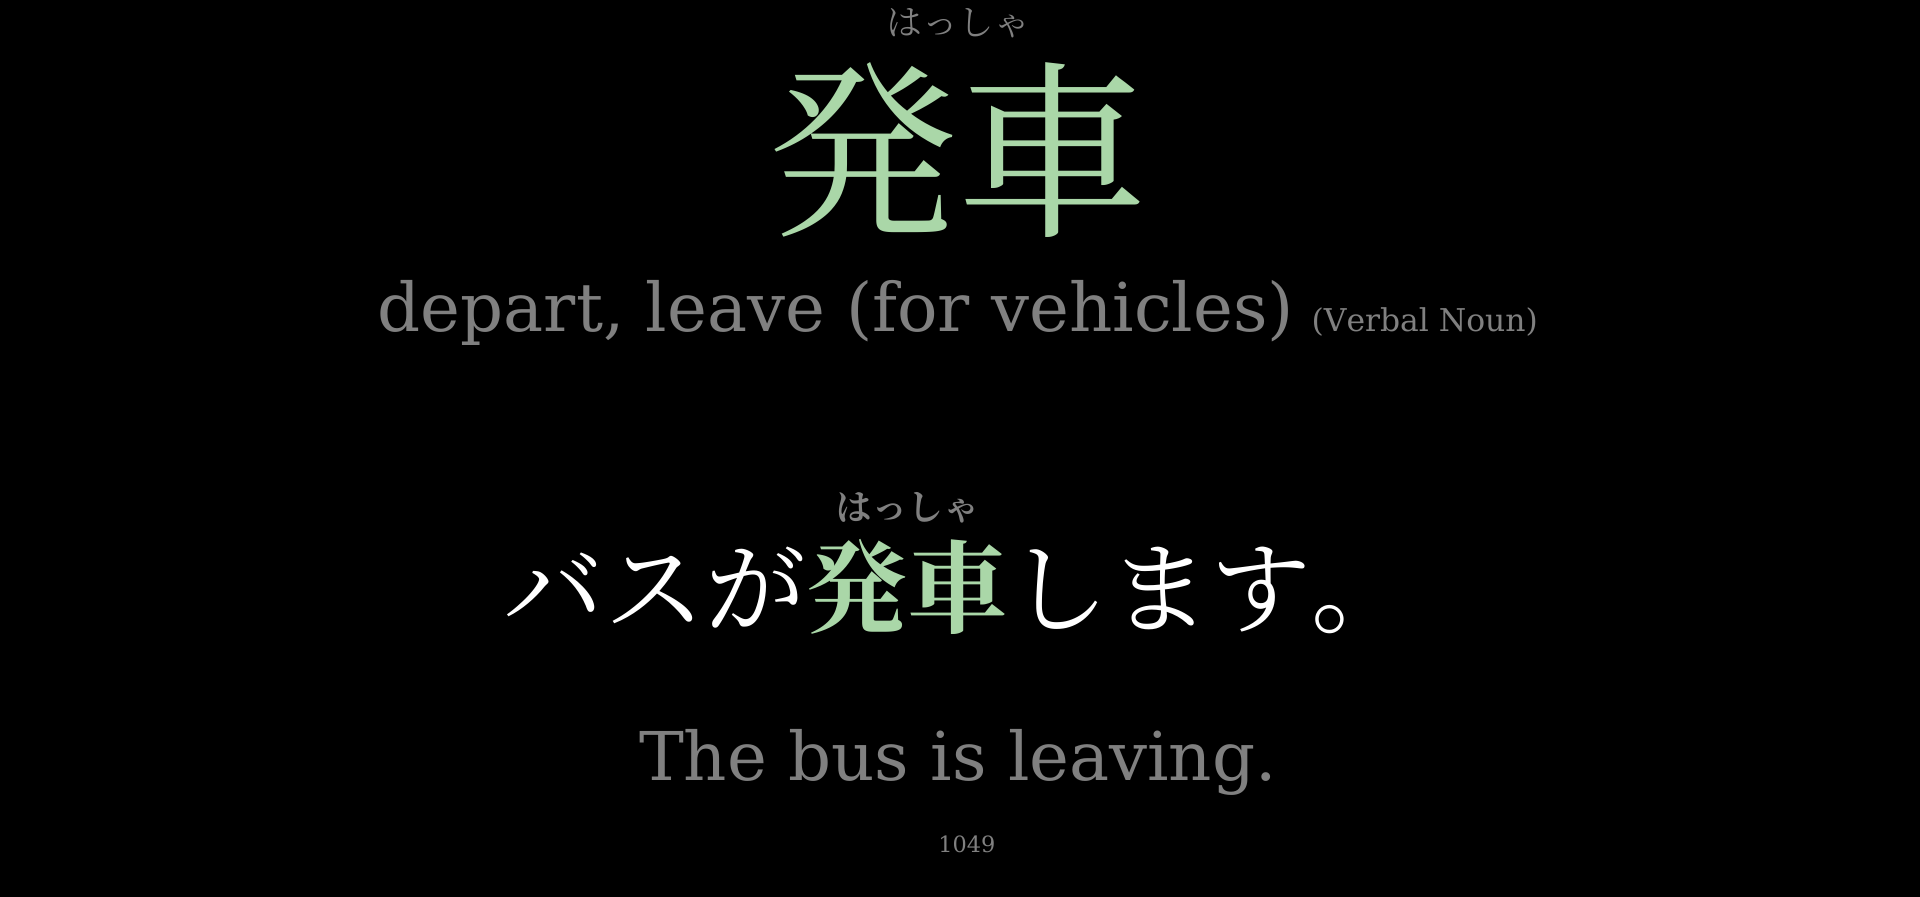 はっしゃ
発車
depart, leave (for vehicles) (Verbal Noun)
はっしゃ
バスが発車します。
The bus is leaving.
1049